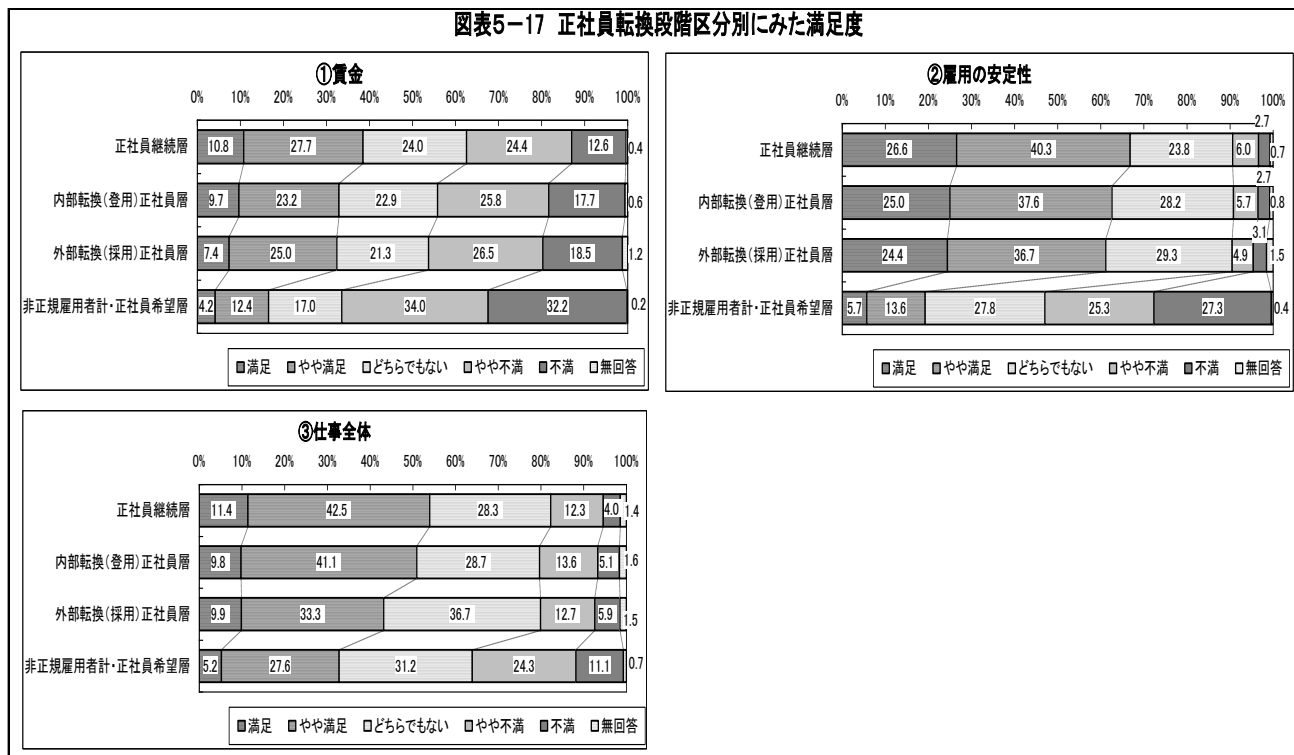 図表5－17 正社員転換段階区分別にみた満足度
①賃金
0% 10% 20% 30% 40% 50% 60% 70% 80% 90% 100%
正社員継続層 10.8 27.7 24.0 24.4 12.6 0.4
内部転換(登用)正社員層 9.7 23.2 22.9 25.8 17.7 0.6
外部転換(採用)正社員層 7.4 25.0 21.3 26.5 18.5 1.2
非正規雇用者計・正社員希望層 4.2 12.4 17.0 34.0 32.2 0.2
■満足 ■やや満足 □どちらでもない □やや不満 ■不満 □無回答
②雇用の安定性
0% 10% 20% 30% 40% 50% 60% 70% 80% 90% 100%
正社員継続層 26.6 40.3 23.8 6.0 2.7 0.7
内部転換(登用)正社員層 25.0 37.6 28.2 5.7 2.7 0.8
外部転換(採用)正社員層 24.4 36.7 29.3 4.9 3.1 1.5
非正規雇用者計・正社員希望層 5.7 13.6 27.8 25.3 27.3 0.4
■満足 ■やや満足 □どちらでもない □やや不満 ■不満 □無回答
③仕事全体
0% 10% 20% 30% 40% 50% 60% 70% 80% 90% 100%
正社員継続層 11.4 42.5 28.3 12.3 4.0 1.4
内部転換(登用)正社員層 9.8 41.1 28.7 13.6 5.1 1.6
外部転換(採用)正社員層 9.9 33.3 36.7 12.7 5.9 1.5
非正規雇用者計・正社員希望層 5.2 27.6 31.2 24.3 11.1 0.7
■満足 ■やや満足 □どちらでもない □やや不満 ■不満 □無回答